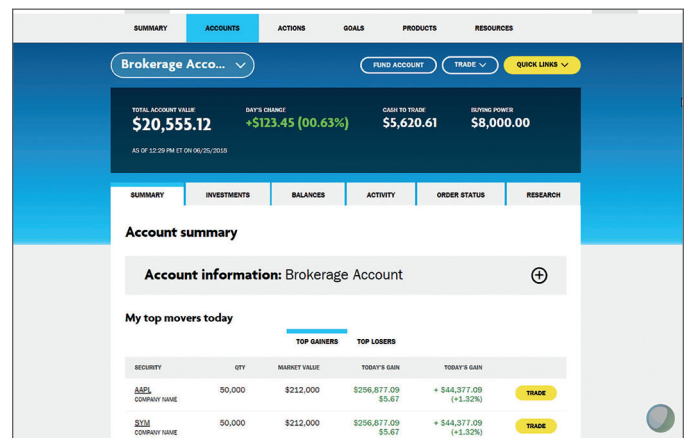 SUMMARY ACCOUNTS ACTIONS GOALS PRODUCTS RESOURCES
Brokerage Acco... FUND ACCOUNT TRADE QUICK LINKS
TOTAL ACCOUNT VALUE DAY'S CHANGE CASH TO TRADE BUYING POWER
$20,555.12 +$123.45 (00.63%) $5,620.61 $8,000.00
AS OF 12:29 PM ET ON 06/25/2018
SUMMARY INVESTMENTS BALANCES ACTIVITY ORDER STATUS RESEARCH
Account summary
Account information: Brokerage Account
My top movers today
TOP GAINERS TOP LOSERS
SECURITY QTY MARKET VALUE TODAY'S GAIN TODAY'S GAIN
AAPL 50,000 $212,000 $256,877.09 + $44,377.09 TRADE
COMPANY NAME $5.67 (+1.32%)
SYM 50,000 $212,000 $256,877.09 + $44,377.09 TRADE
COMPANY NAME $5.67 (+1.32%)